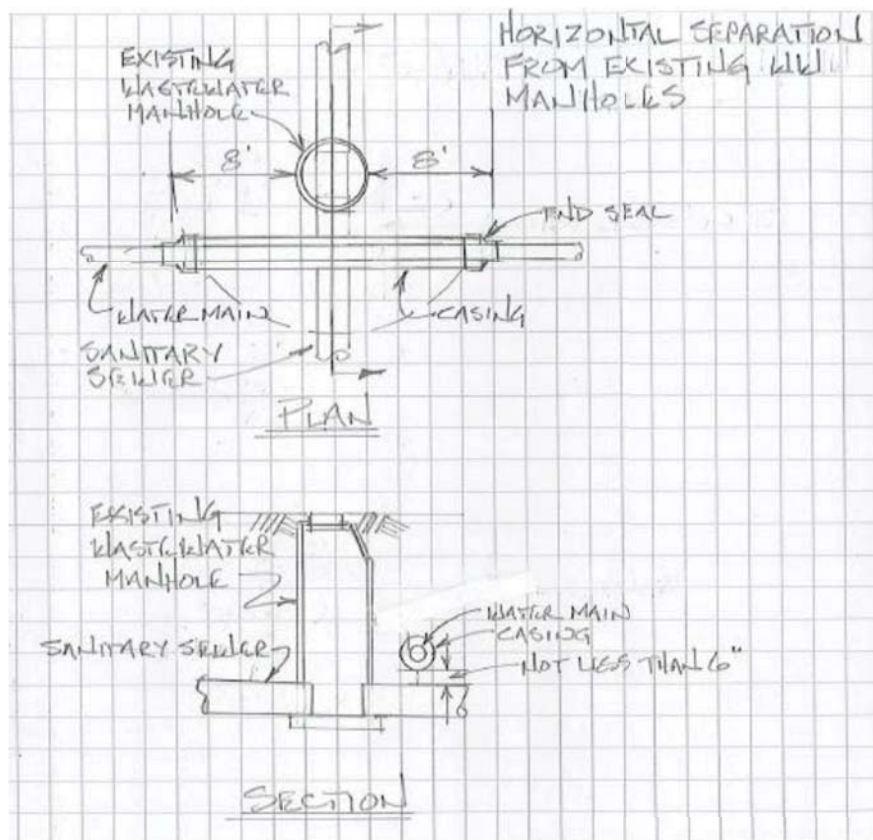 HORIZONTAL SEPARATION
FROM EXISTING WW
MANHOLES
EXISTING
WASTEWATER
MANHOLE
8'
8'
END SEAL
WATER MAIN
CASING
SANITARY
SEWER
PLAN
EXISTING
WASTEWATER
MANHOLE
WATER MAIN
CASING
SANITARY SEWER
NOT LESS THAN 6"
SECTION